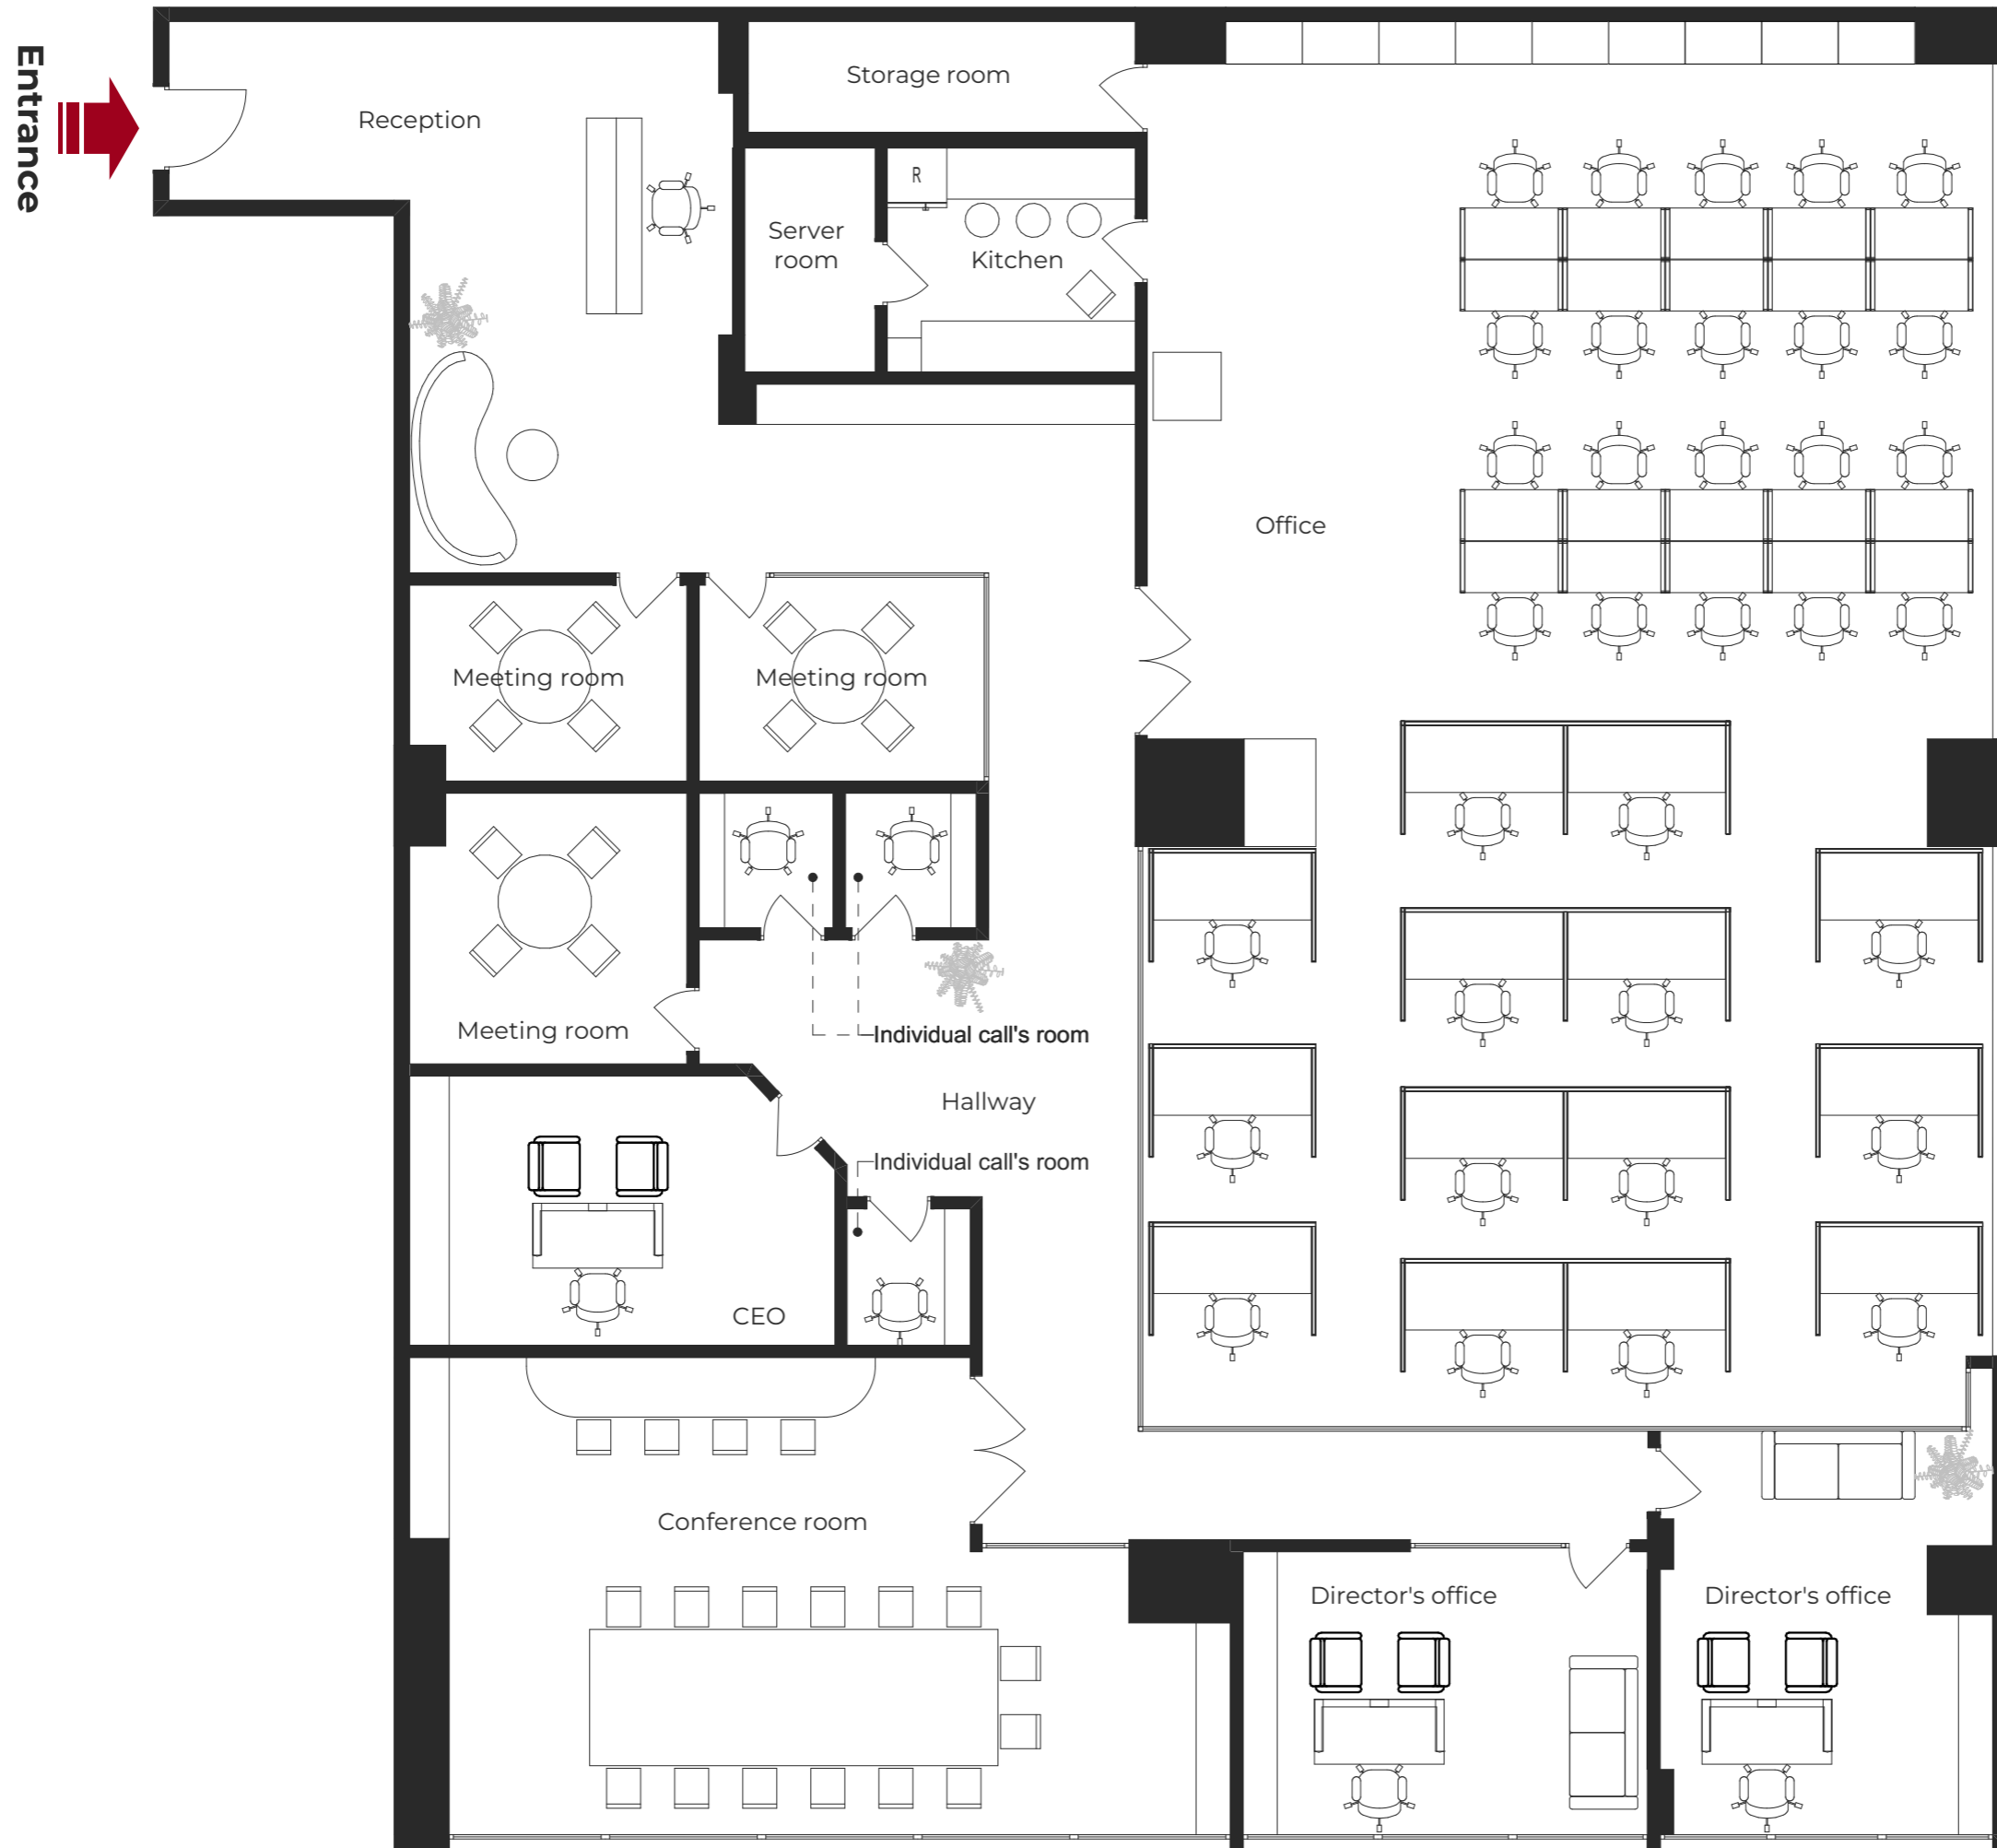 Entrance
Reception
Storage room
R
Server
room
Kitchen
Office
Meeting room
Meeting room
Meeting room
Individual call's room
Hallway
Individual call's room
CEO
Conference room
Director's office
Director's office